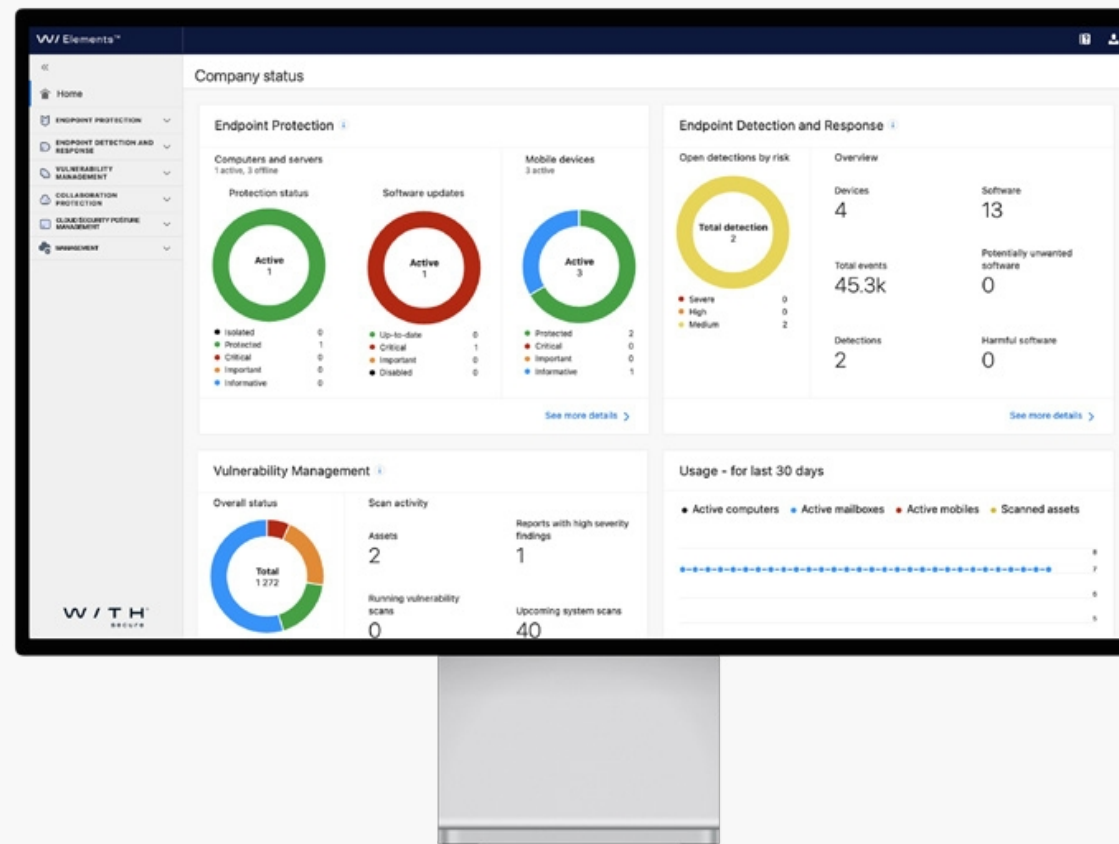 W/ Elements™
«
Home
ENDPOINT PROTECTION
ENDPOINT DETECTION AND
RESPONSE
VULNERABILITY
MANAGEMENT
COLLABORATION
PROTECTION
CLOUD SECURITY POSTURE
MANAGEMENT
MANAGEMENT
W / T H
secure
Company status
Endpoint Protection i
Computers and servers
1 active, 3 offline
Protection status
Active
1
Isolated 0
Protected 1
Critical 0
Important 0
Informative 0
Software updates
Active
1
Up-to-date 0
Critical 1
Important 0
Disabled 0
Mobile devices
3 active
Active
3
Protected 2
Critical 0
Important 0
Informative 1
See more details >
Endpoint Detection and Response i
Open detections by risk
Total detection
2
Severe 0
High 0
Medium 2
Overview
Devices
4
Software
13
Total events
45.3k
Potentially unwanted
software
0
Detections
2
Harmful software
0
See more details >
Vulnerability Management i
Overall status
Total
1 272
Scan activity
Assets
2
Reports with high severity
findings
1
Running vulnerability
scans
0
Upcoming system scans
40
Usage - for last 30 days
Active computers Active mailboxes Active mobiles Scanned assets
8
7
6
5